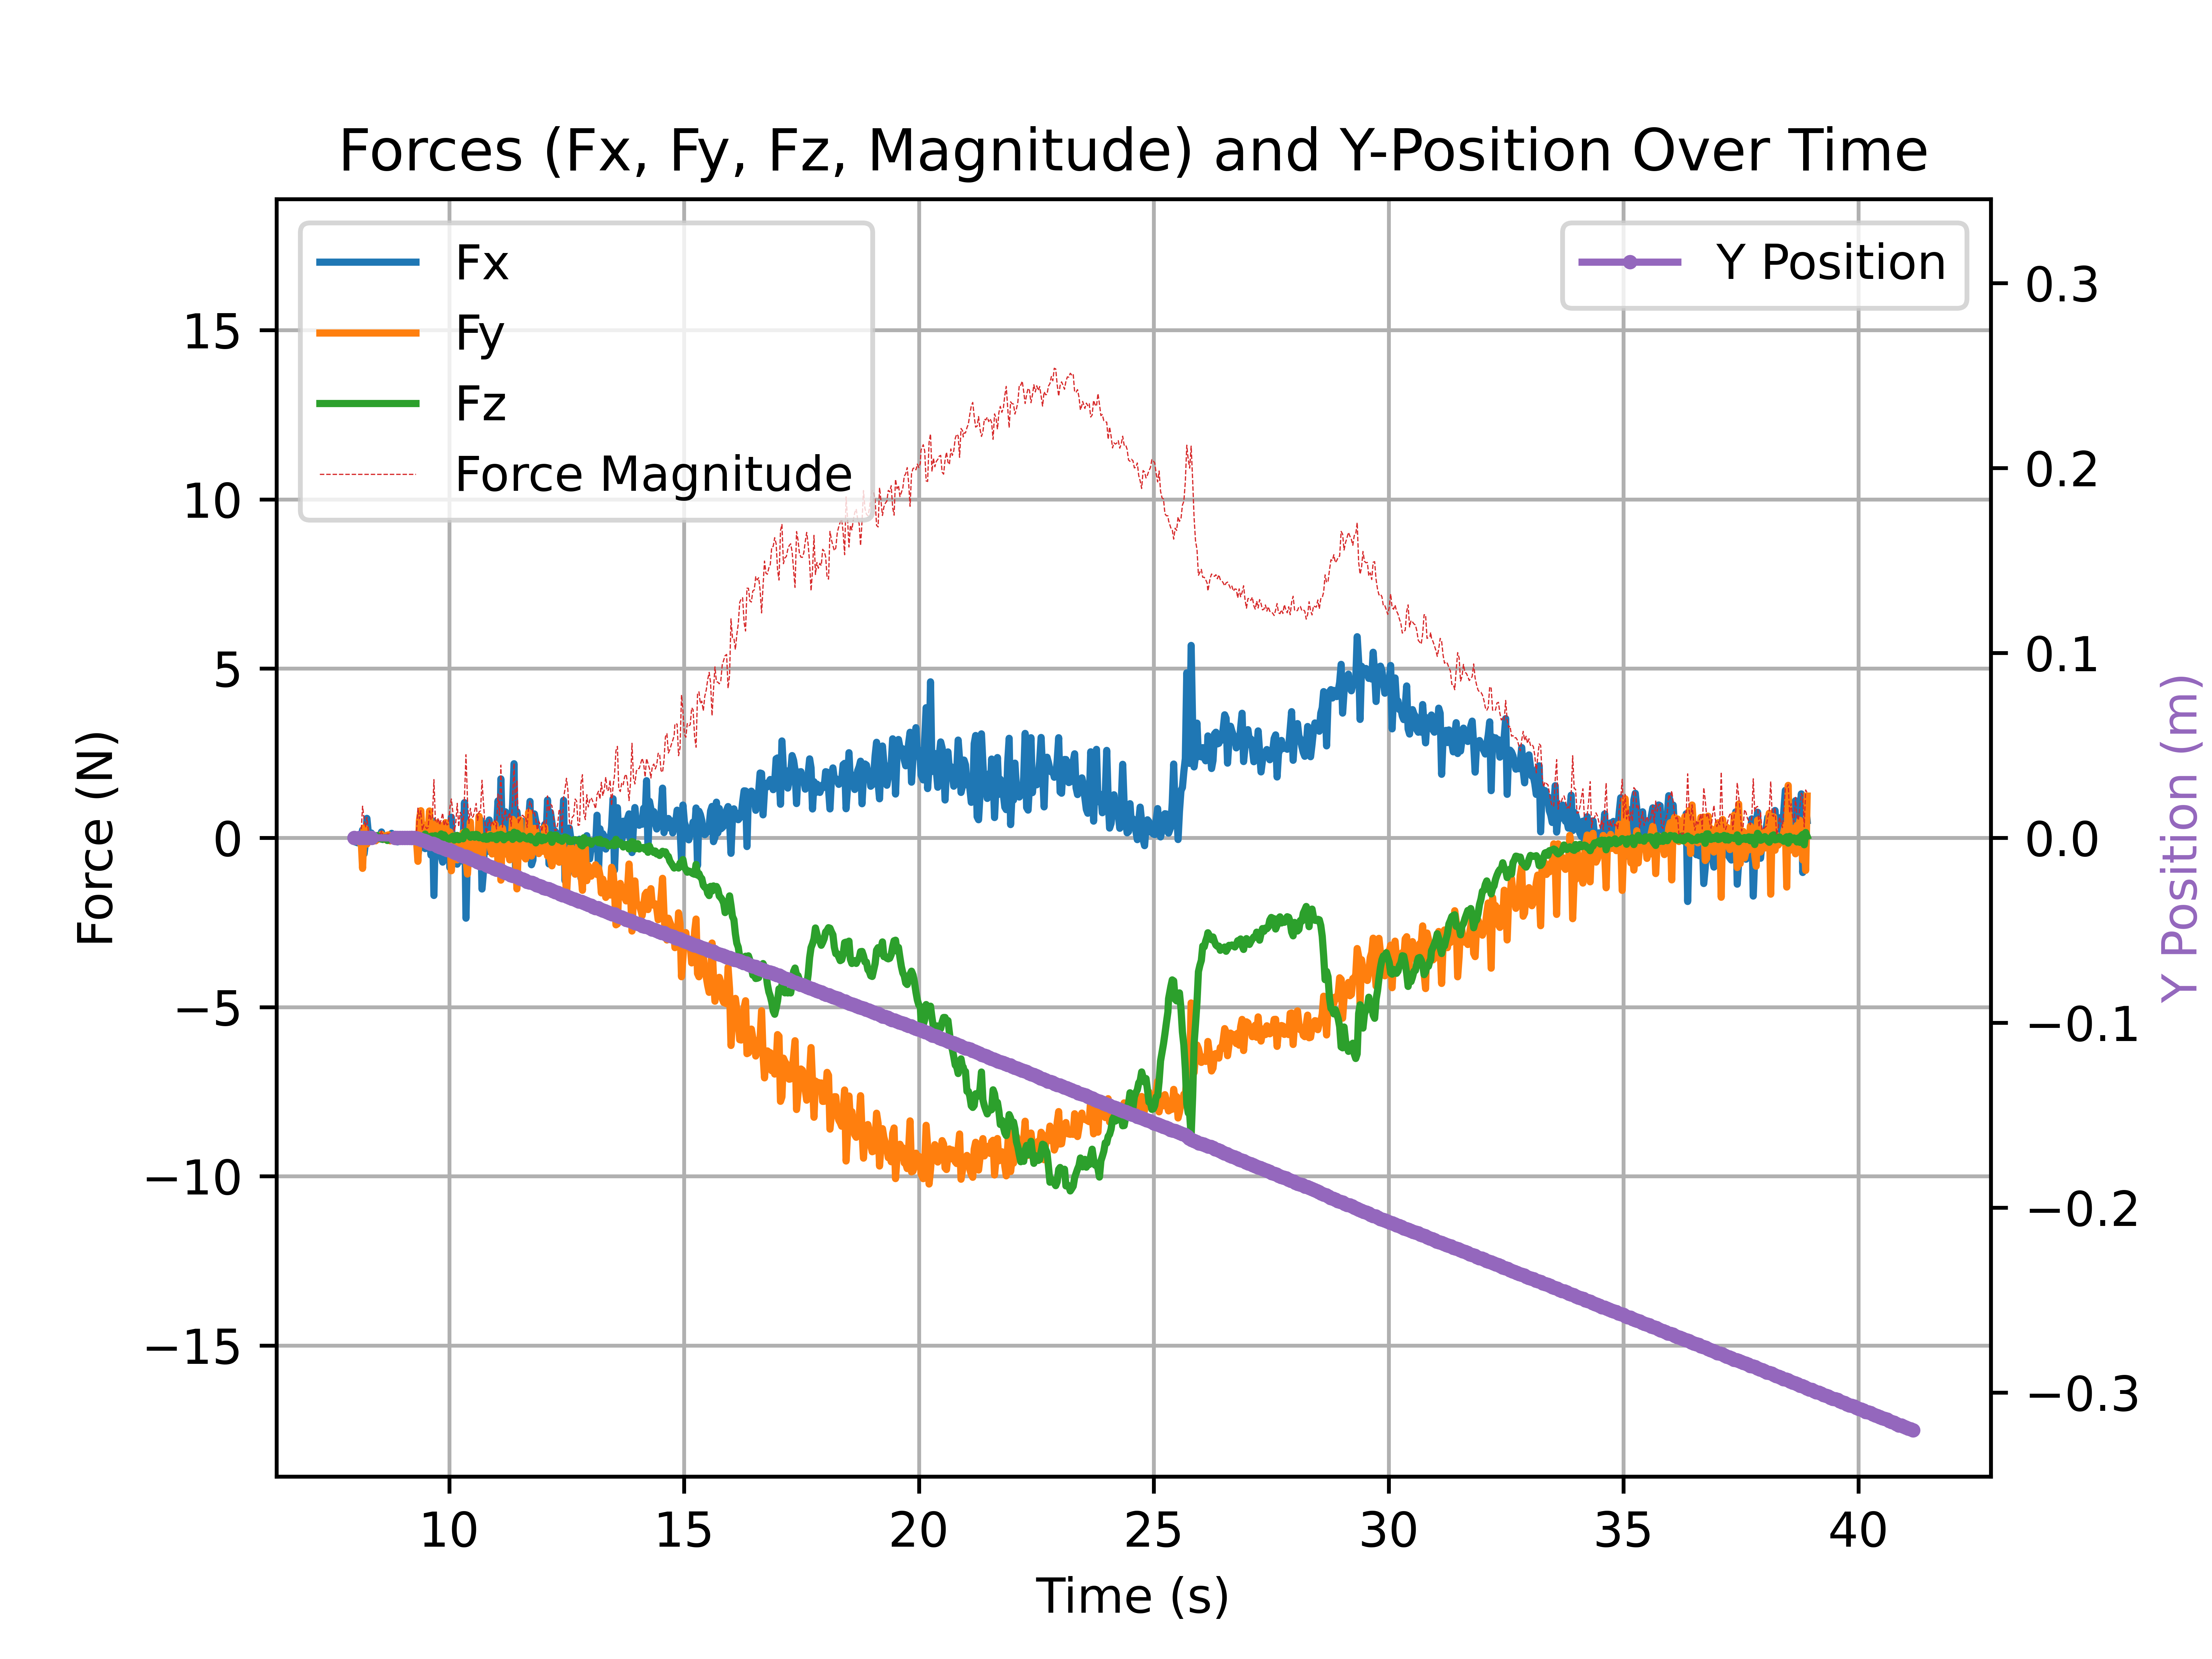 Forces (Fx, Fy, Fz, Magnitude) and Y-Position Over Time
Fx
Fy
Fz
Force Magnitude
Y Position
15
10
5
0
−5
−10
−15
Force (N)
0.3
0.2
0.1
0.0
−0.1
−0.2
−0.3
Y Position (m)
10
15
20
25
30
35
40
Time (s)